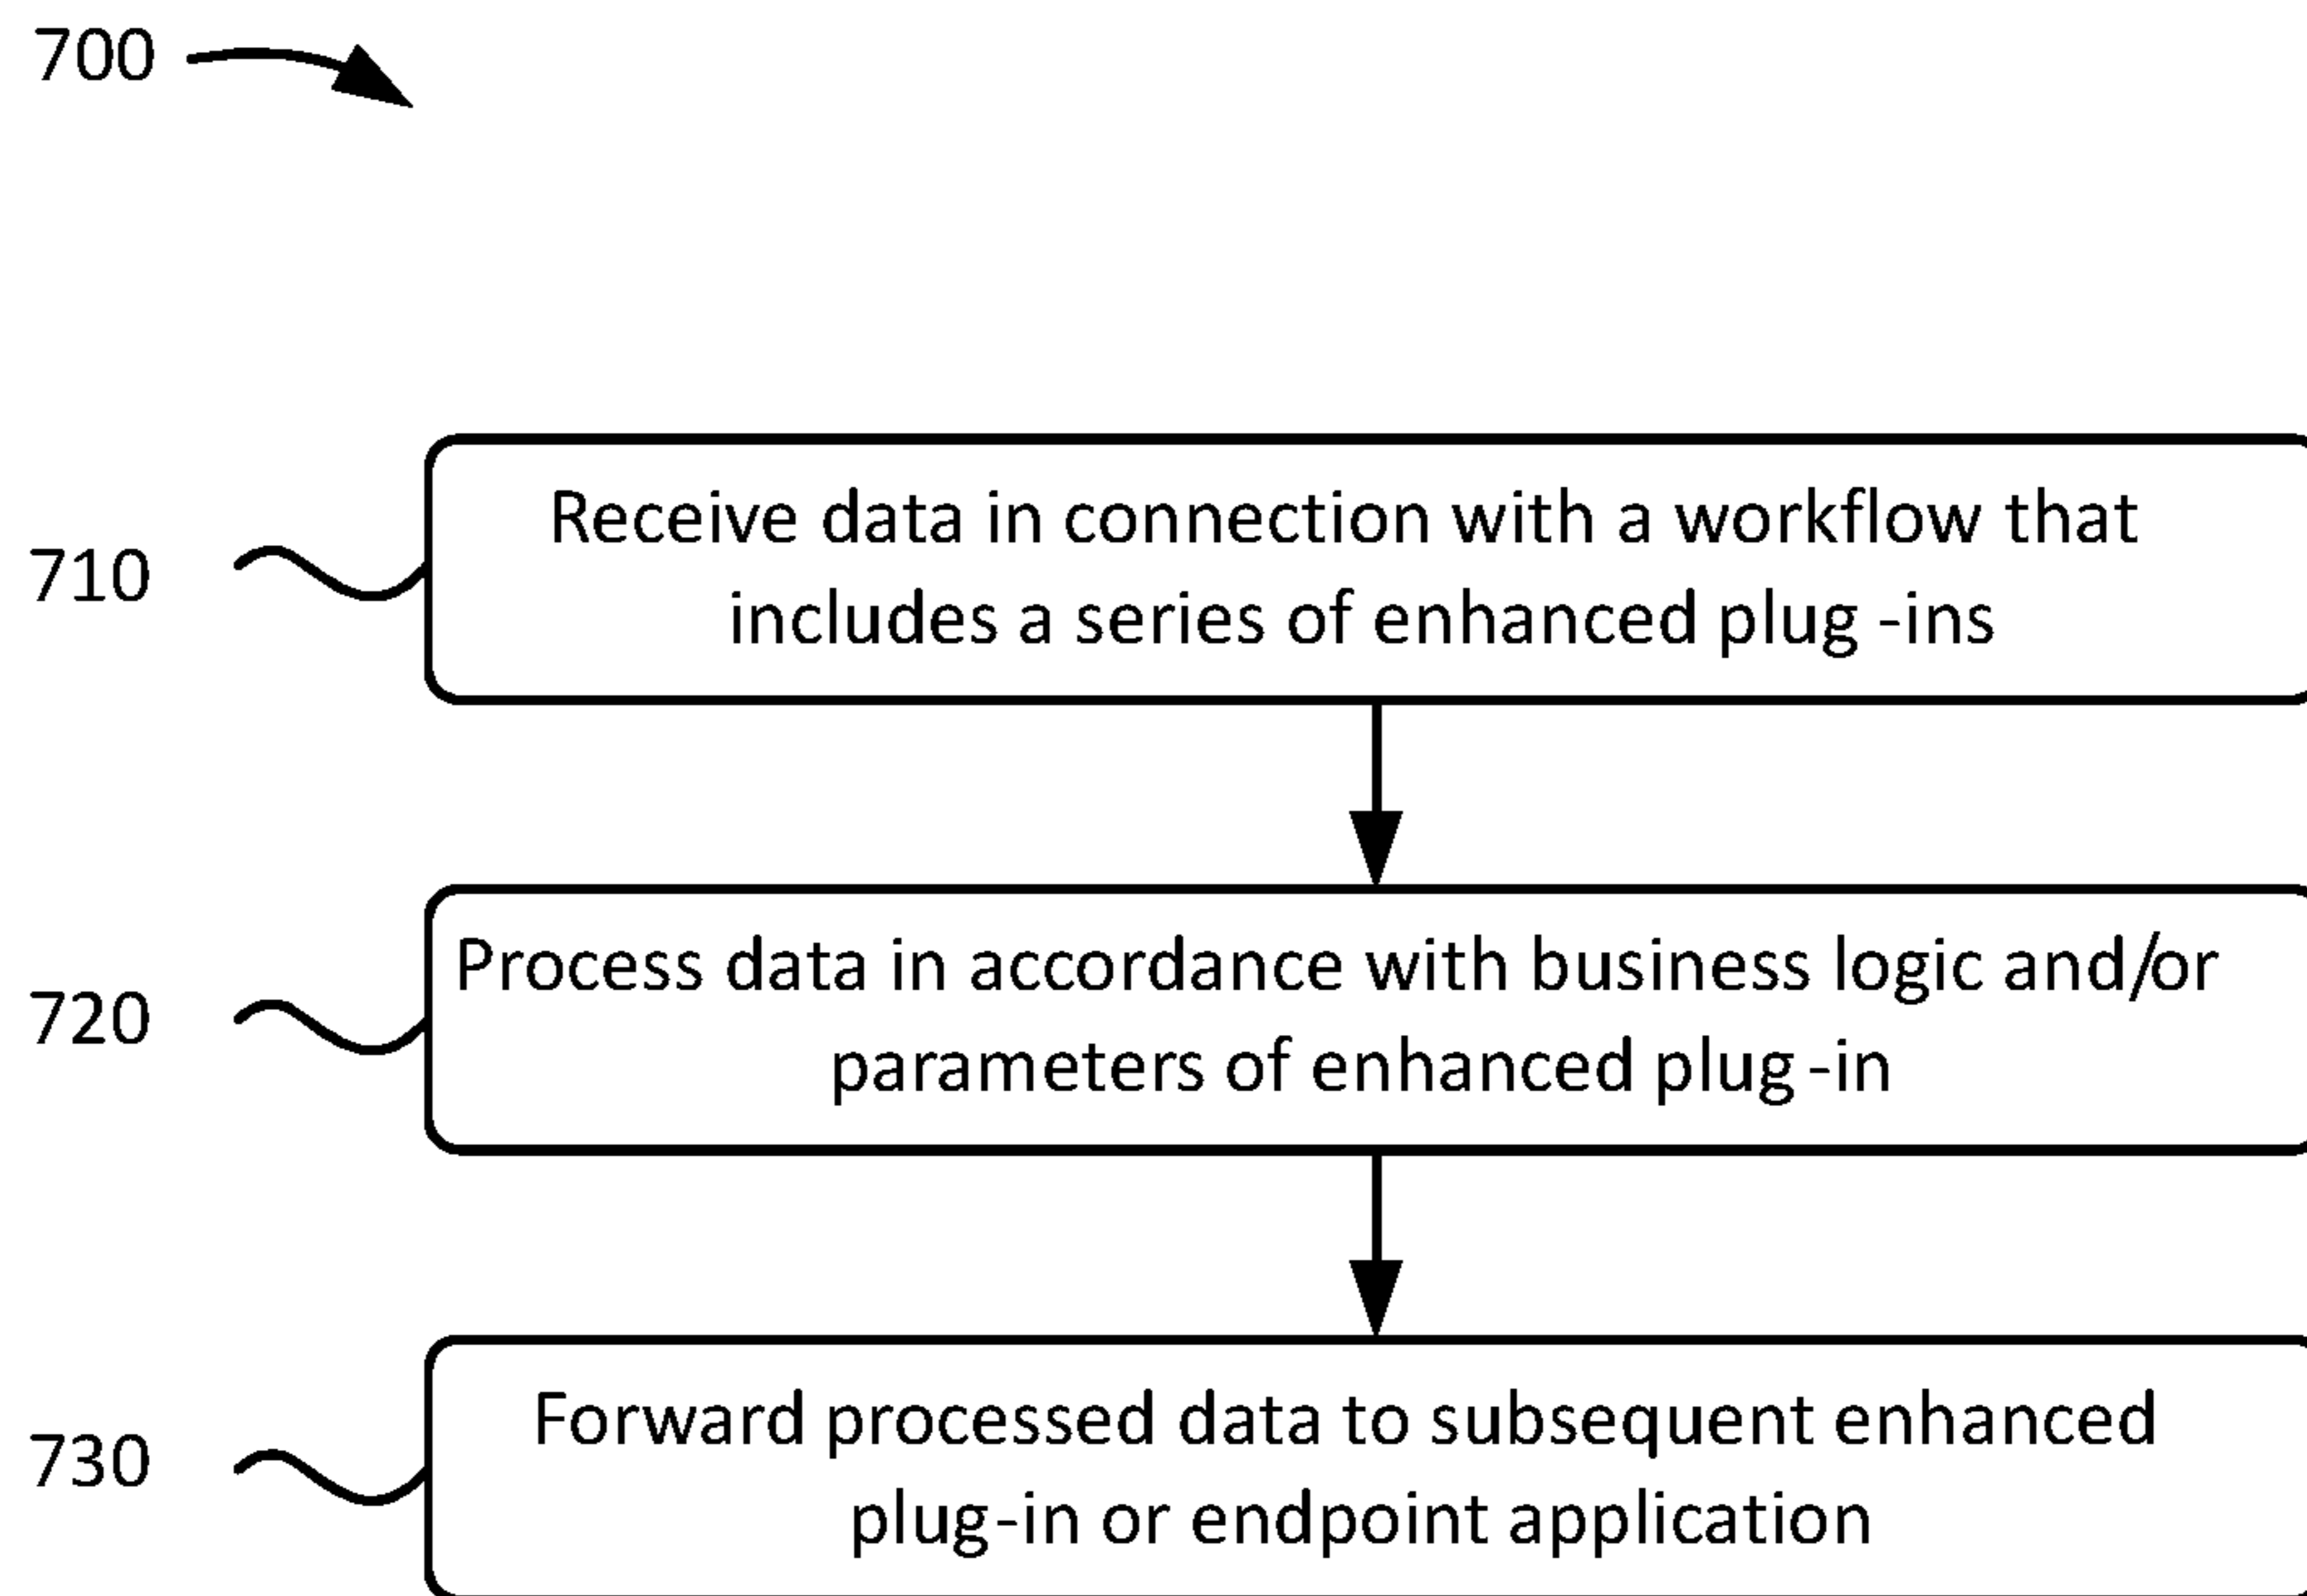 700
710
Receive data in connection with a workflow that
includes a series of enhanced plug-ins
720
Process data in accordance with business logic and/or
parameters of enhanced plug-in
730
Forward processed data to subsequent enhanced
plug-in or endpoint application